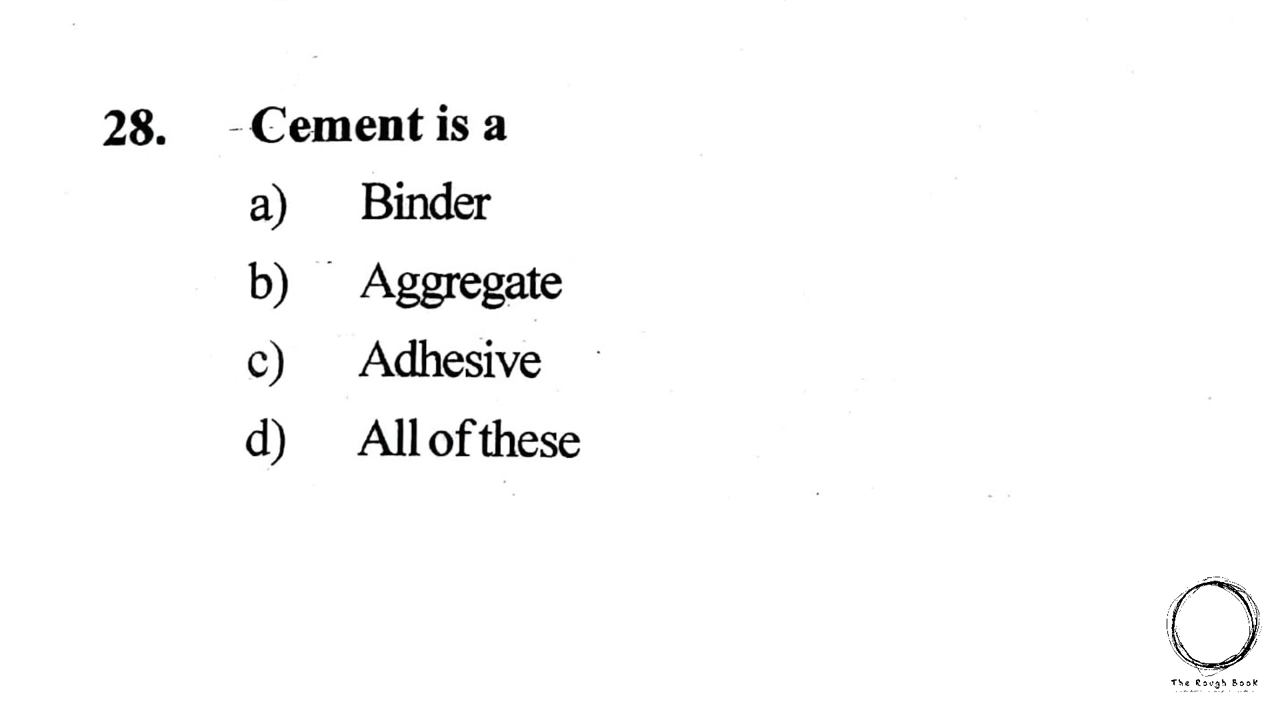 28. Cement is a
a) Binder
b) Aggregate
c) Adhesive
d) All of these
The Rough Book